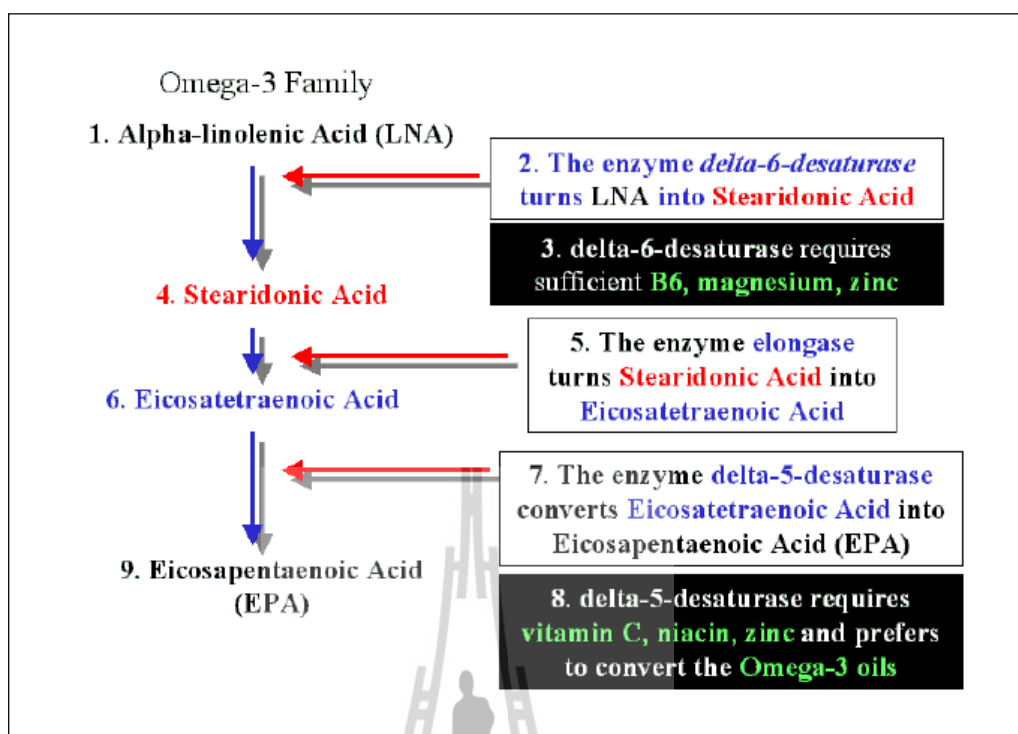 Omega-3 Family
1. Alpha-linolenic Acid (LNA)
2. The enzyme delta-6-desaturase
turns LNA into Stearidonic Acid
3. delta-6-desaturase requires
sufficient B6, magnesium, zinc
4. Stearidonic Acid
5. The enzyme elongase
turns Stearidonic Acid into
Eicosatetraenoic Acid
6. Eicosatetraenoic Acid
7. The enzyme delta-5-desaturase
converts Eicosatetraenoic Acid into
Eicosapentaenoic Acid (EPA)
8. delta-5-desaturase requires
vitamin C, niacin, zinc and prefers
to convert the Omega-3 oils
9. Eicosapentaenoic Acid
(EPA)